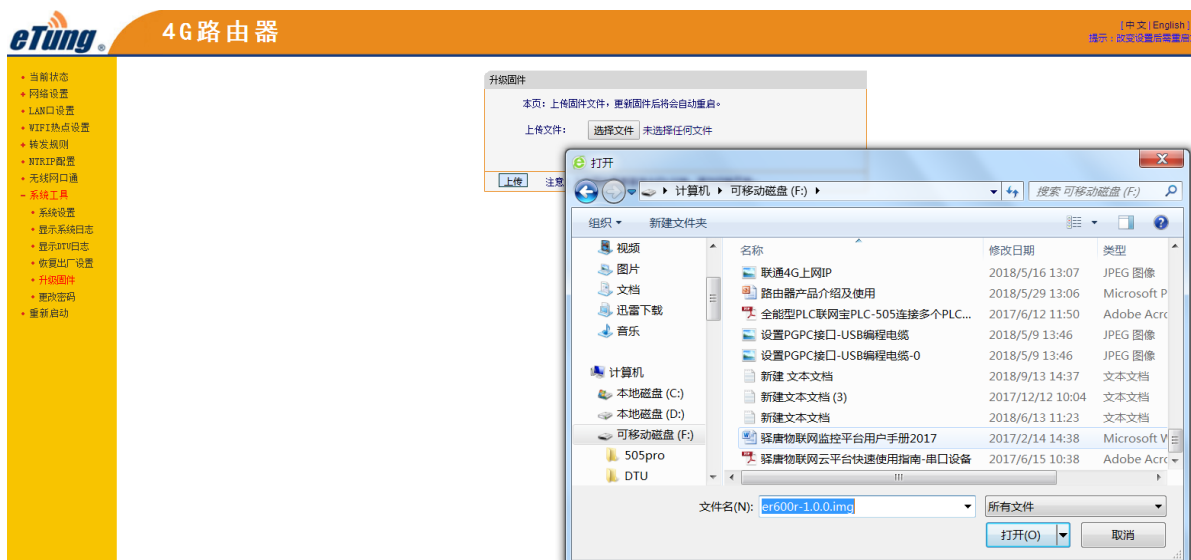 eTung® 4G路由器
[ 中 文 | English ]
提示：改变设置后需重启
当前状态
网络设置
LAN口设置
WIFI热点设置
转发规则
NTRIP配置
无线网口通
系统工具
系统设置
显示系统日志
显示DTU日志
恢复出厂设置
升级固件
更改密码
重新启动
升级固件
本页: 上传固件文件，更新固件后将会自动重启。
上传文件: 选择文件 未选择任何文件
上传 注意
打开
计算机 可移动磁盘 (F:) 搜索 可移动磁盘 (F:)
组织 新建文件夹
视频
图片
文档
迅雷下载
音乐
计算机
本地磁盘 (C:)
本地磁盘 (D:)
可移动磁盘 (F:)
505pro
DTU
名称 修改日期 类型
联通4G上网IP 2018/5/16 13:07 JPEG 图像
路由器产品介绍及使用 2018/5/29 13:06 Microsoft P
全能型PLC联网宝PLC-505连接多个PLC... 2017/6/12 11:50 Adobe Acro
设置PGPC接口-USB编程电缆 2018/5/9 13:46 JPEG 图像
设置PGPC接口-USB编程电缆-0 2018/5/9 13:46 JPEG 图像
新建 文本文档 2018/9/13 14:37 文本文档
新建文本文档 (3) 2017/12/12 10:04 文本文档
新建文本文档 2018/6/13 11:23 文本文档
驿唐物联网监控平台用户手册2017 2017/2/14 14:38 Microsoft W
驿唐物联网云平台快速使用指南-串口设备 2017/6/15 10:38 Adobe Acro
文件名(N): er600r-1.0.0.img 所有文件
打开(O) 取消